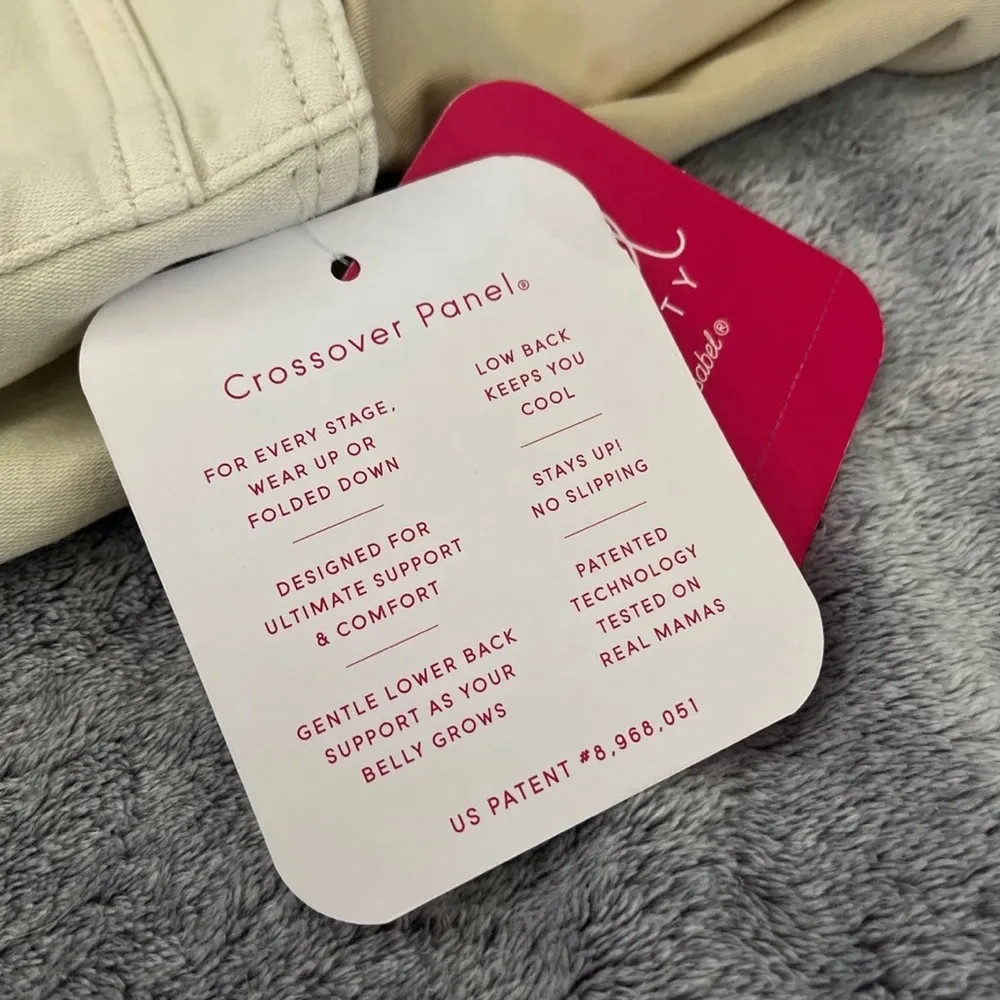 Crossover Panel®
FOR EVERY STAGE,
WEAR UP OR
FOLDED DOWN
DESIGNED FOR
ULTIMATE SUPPORT
& COMFORT
GENTLE LOWER BACK
SUPPORT AS YOUR
BELLY GROWS
LOW BACK
KEEPS YOU
COOL
STAYS UP!
NO SLIPPING
PATENTED
TECHNOLOGY
TESTED ON
REAL MAMAS
US PATENT #8,968,051
TY
abel®